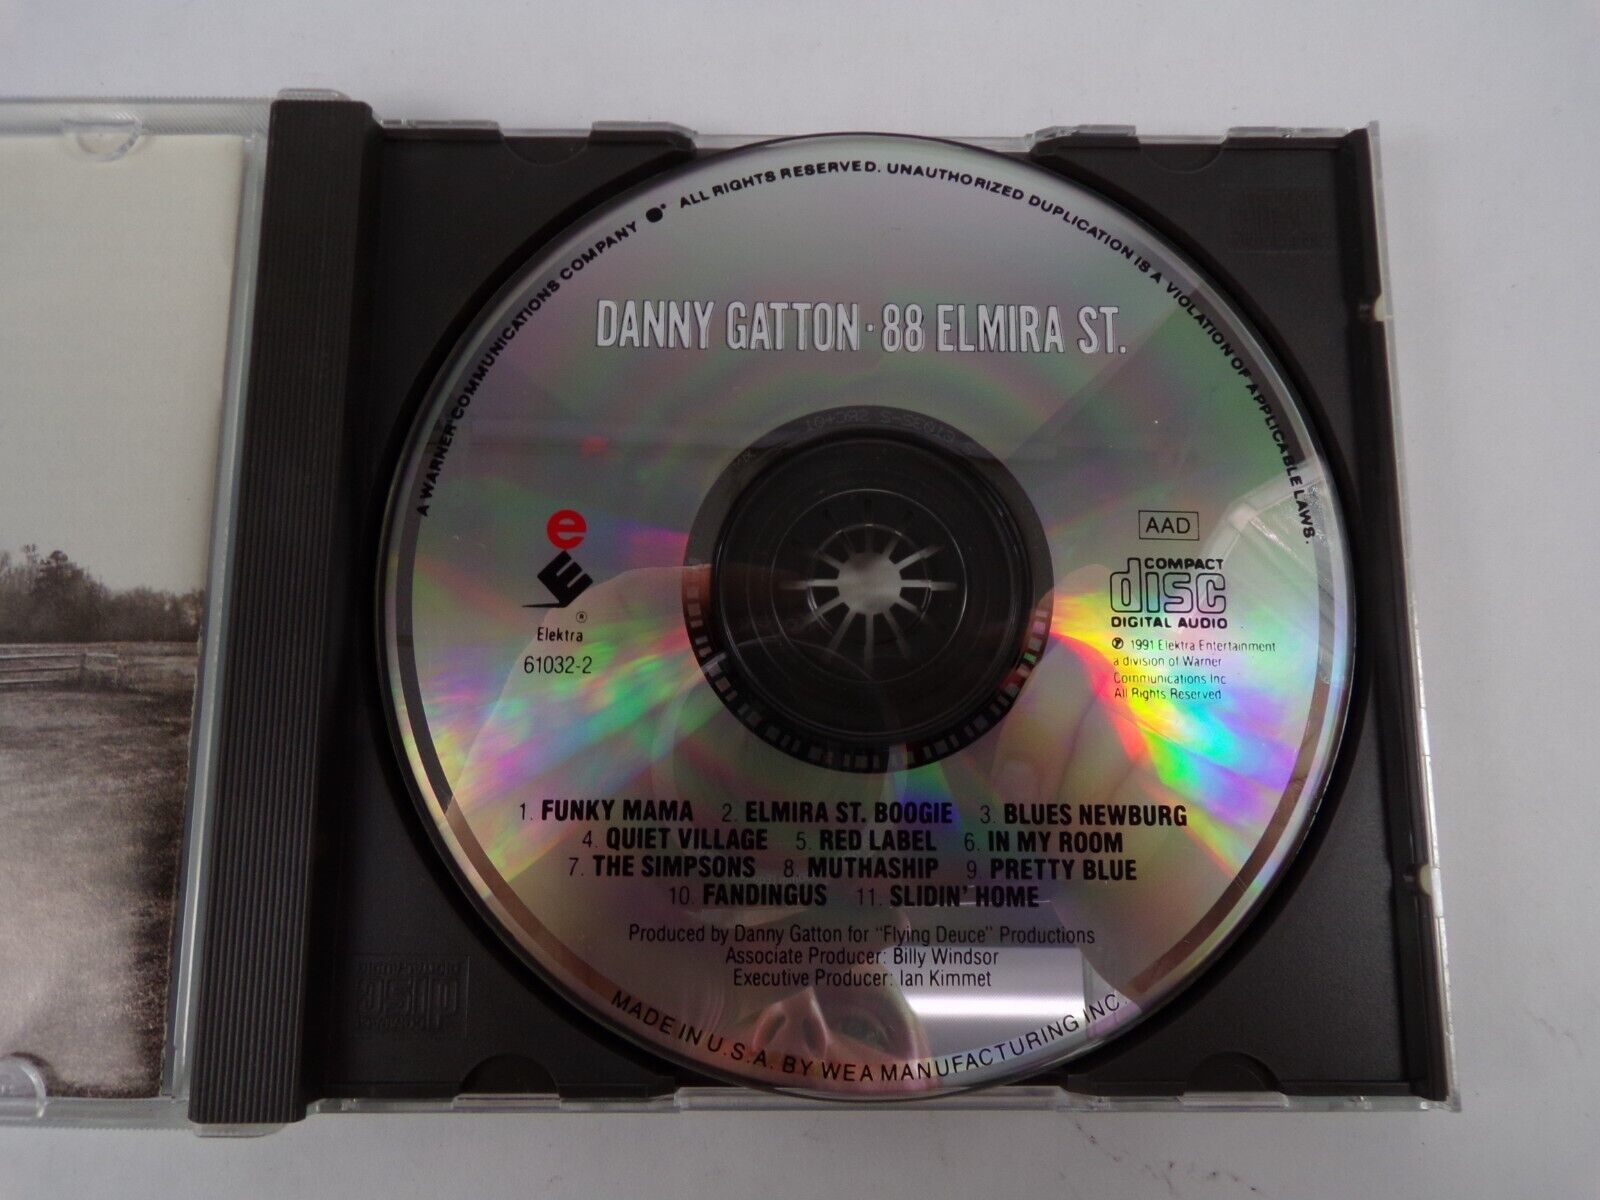 A WARNER COMMUNICATIONS COMPANY • ALL RIGHTS RESERVED. UNAUTHORIZED DUPLICATION IS A VIOLATION OF APPLICABLE LAWS.
DANNY GATTON · 88 ELMIRA ST.
e
E
®
Elektra
61032-2
AAD
COMPACT
disc
DIGITAL AUDIO
℗ 1991 Elektra Entertainment
a division of Warner
Communications Inc
All Rights Reserved
1. FUNKY MAMA 2. ELMIRA ST. BOOGIE 3. BLUES NEWBURG
4. QUIET VILLAGE 5. RED LABEL 6. IN MY ROOM
7. THE SIMPSONS 8. MUTHASHIP 9. PRETTY BLUE
10. FANDINGUS 11. SLIDIN' HOME
Produced by Danny Gatton for "Flying Deuce" Productions
Associate Producer: Billy Windsor
Executive Producer: Ian Kimmet
MADE IN U.S.A. BY WEA MANUFACTURING INC.